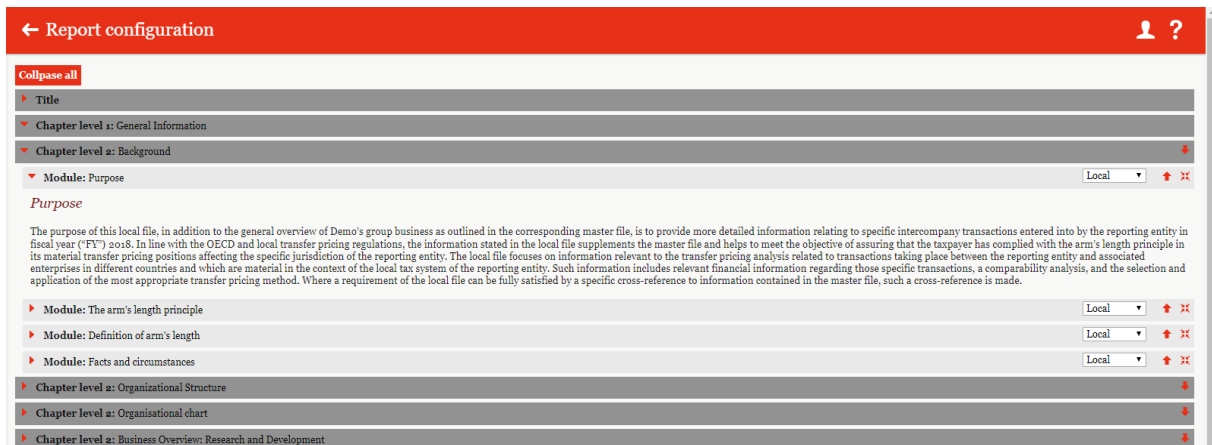 Report configuration
?
Collpase all
Title
Chapter level 1: General Information
Chapter level 2: Background
Module: Purpose Local
Purpose
The purpose of this local file, in addition to the general overview of Demo's group business as outlined in the corresponding master file, is to provide more detailed information relating to specific intercompany transactions entered into by the reporting entity in
fiscal year (“FY”) 2018. In line with the OECD and local transfer pricing regulations, the information stated in the local file supplements the master file and helps to meet the objective of assuring that the taxpayer has complied with the arm's length principle in
its material transfer pricing positions affecting the specific jurisdiction of the reporting entity. The local file focuses on information relevant to the transfer pricing analysis related to transactions taking place between the reporting entity and associated
enterprises in different countries and which are material in the context of the local tax system of the reporting entity. Such information includes relevant financial information regarding those specific transactions, a comparability analysis, and the selection and
application of the most appropriate transfer pricing method. Where a requirement of the local file can be fully satisfied by a specific cross-reference to information contained in the master file, such a cross-reference is made.
Module: The arm's length principle Local
Module: Definition of arm's length Local
Module: Facts and circumstances Local
Chapter level 2: Organizational Structure
Chapter level 2: Organisational chart
Chapter level 2: Business Overview: Research and Development